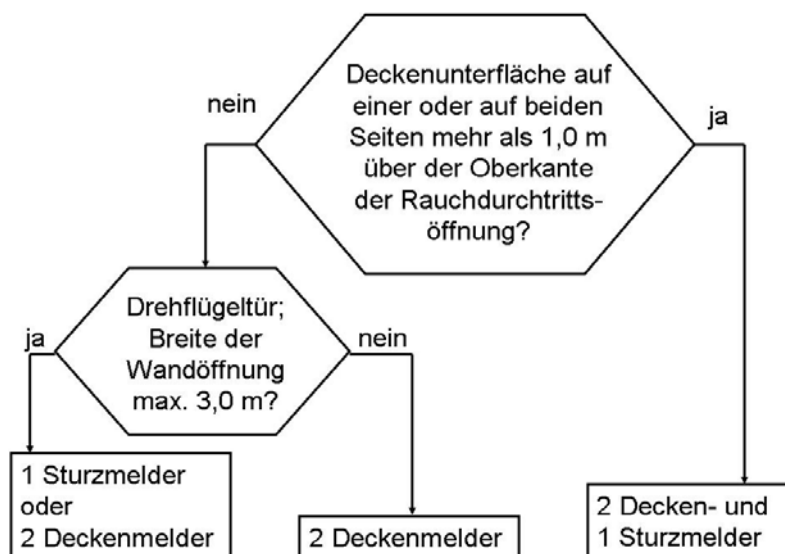 Deckenunterfläche auf
einer oder auf beiden
Seiten mehr als 1,0 m
über der Oberkante
der Rauchdurchtritts-
öffnung?
nein
ja
Drehflügeltür;
Breite der
Wandöffnung
max. 3,0 m?
ja
nein
1 Sturzmelder
oder
2 Deckenmelder
2 Deckenmelder
2 Decken- und
1 Sturzmelder